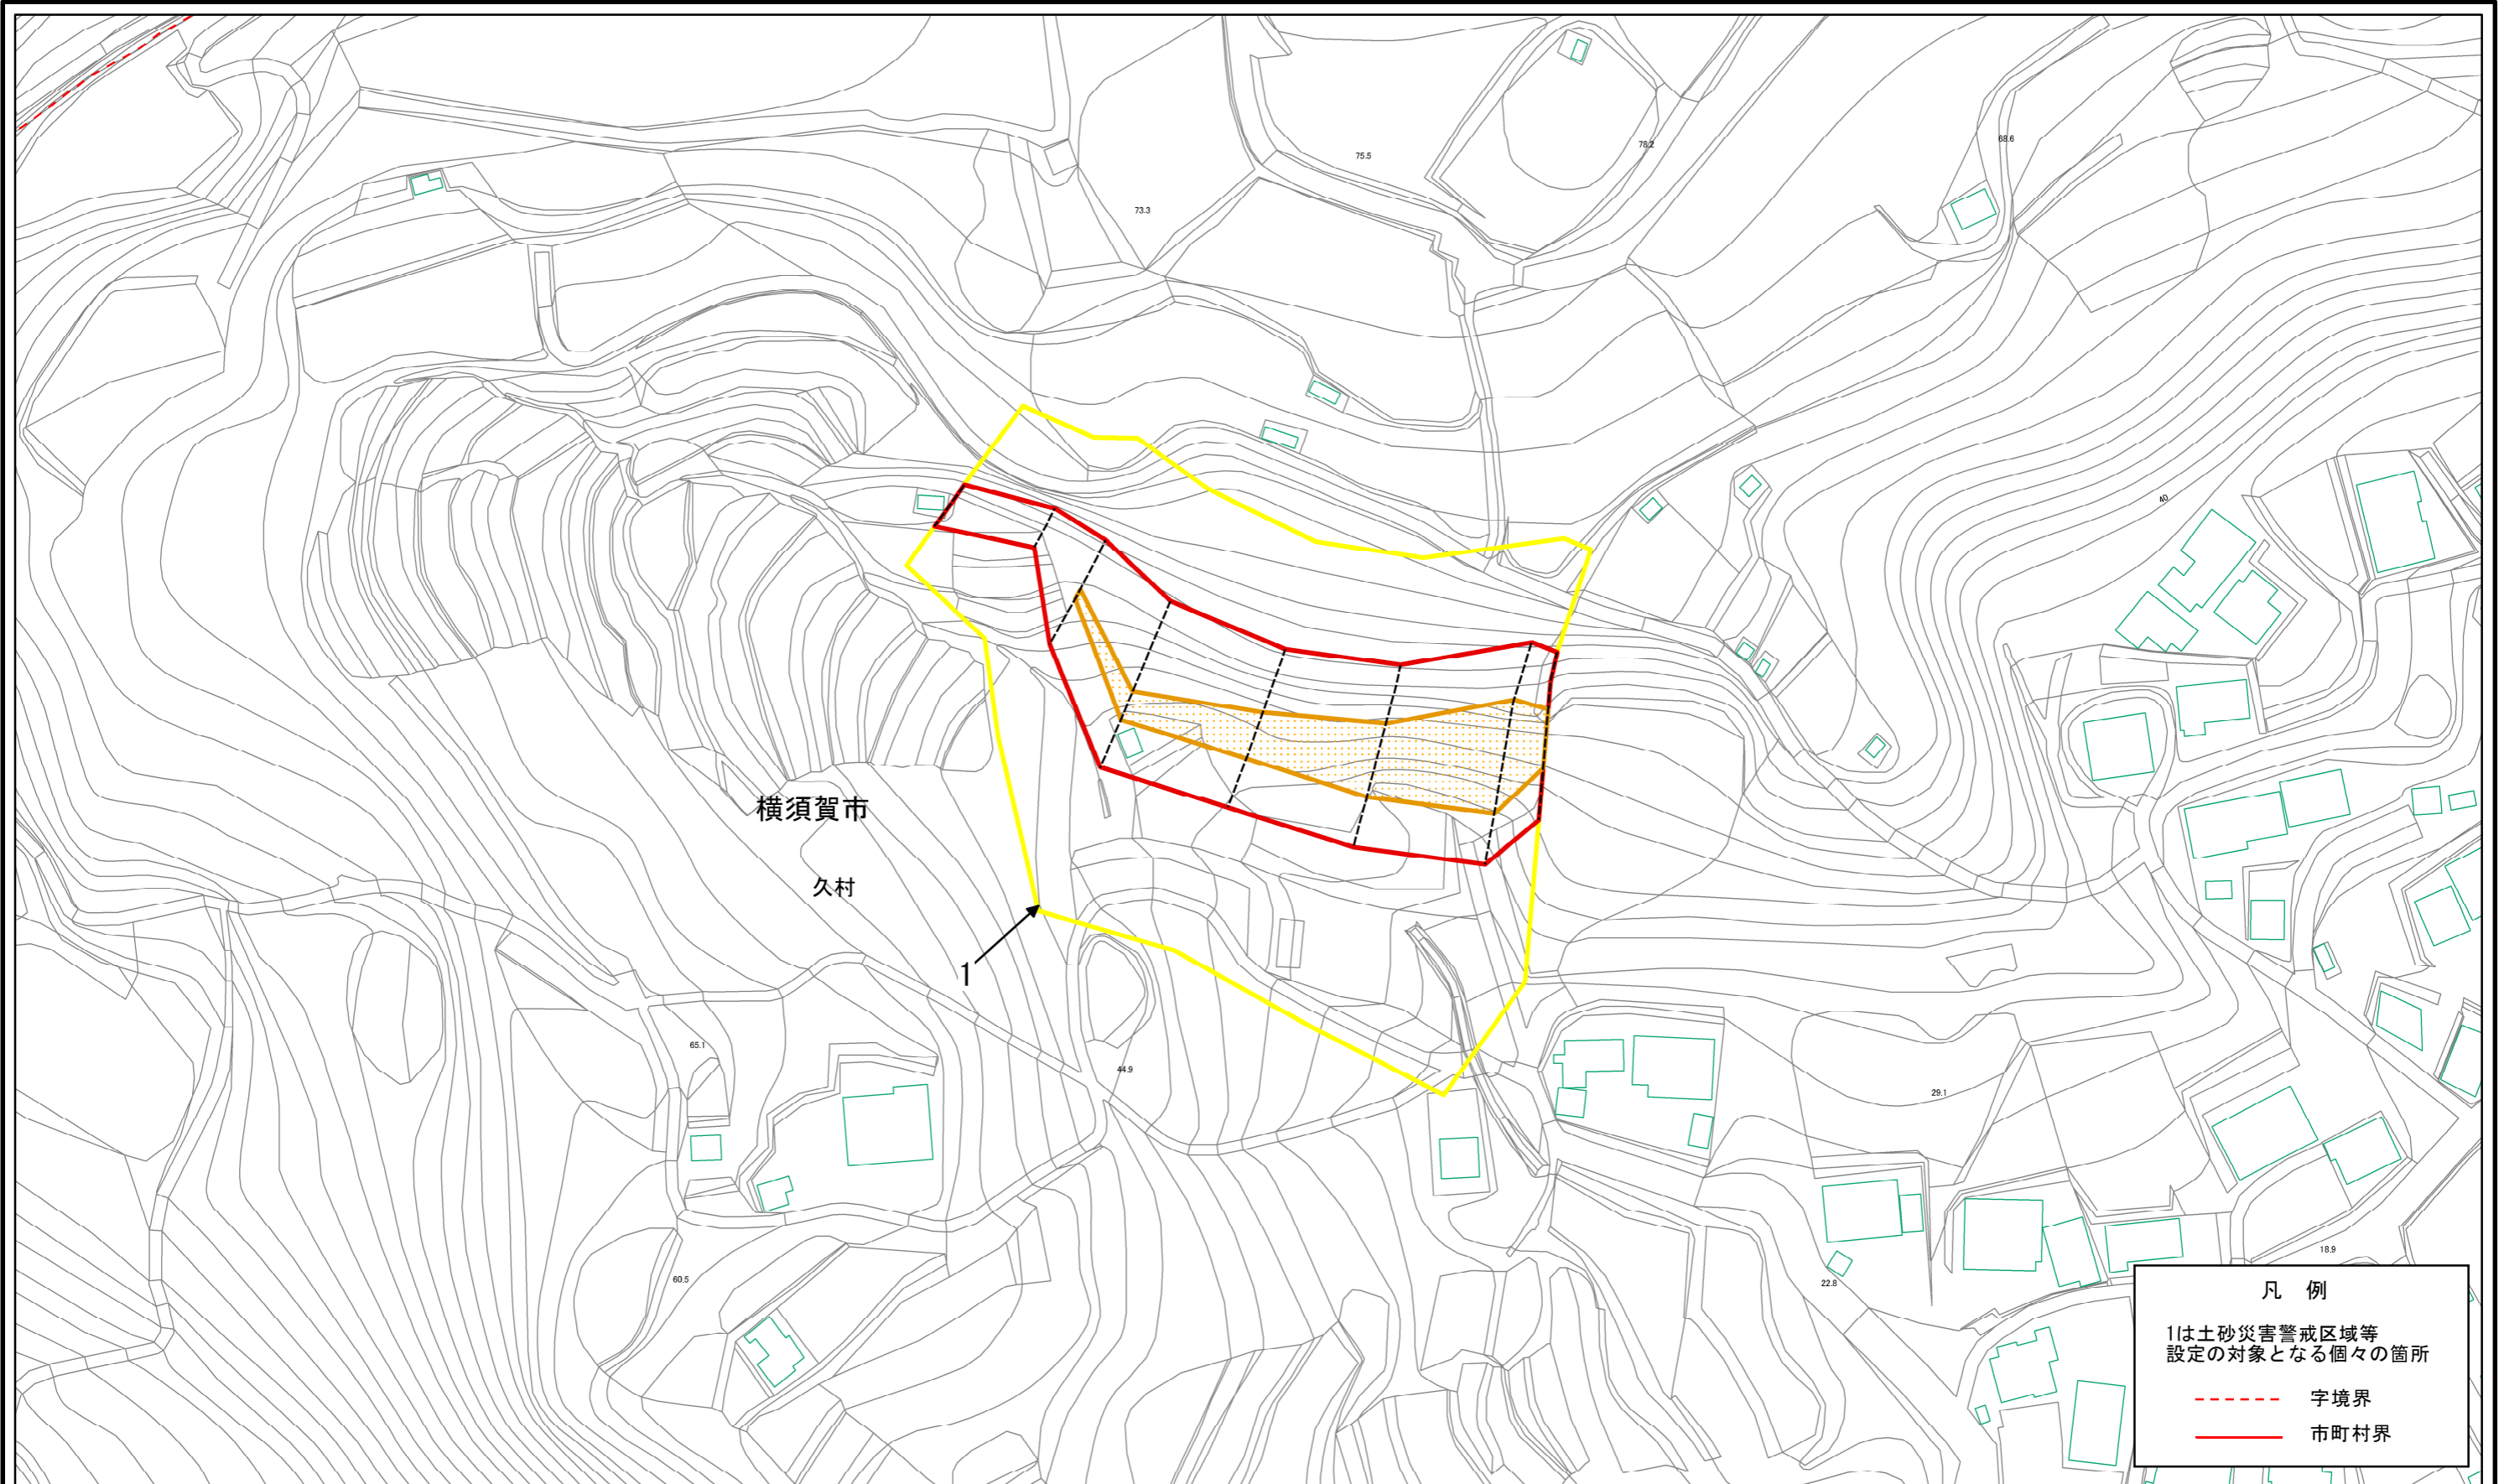 75.5
78.2
68.6
73.3
40
横須賀市
久村
1
65.1
44.9
29.1
60.5
22.8
18.9
凡 例
1は土砂災害警戒区域等
設定の対象となる個々の箇所
字境界
市町村界